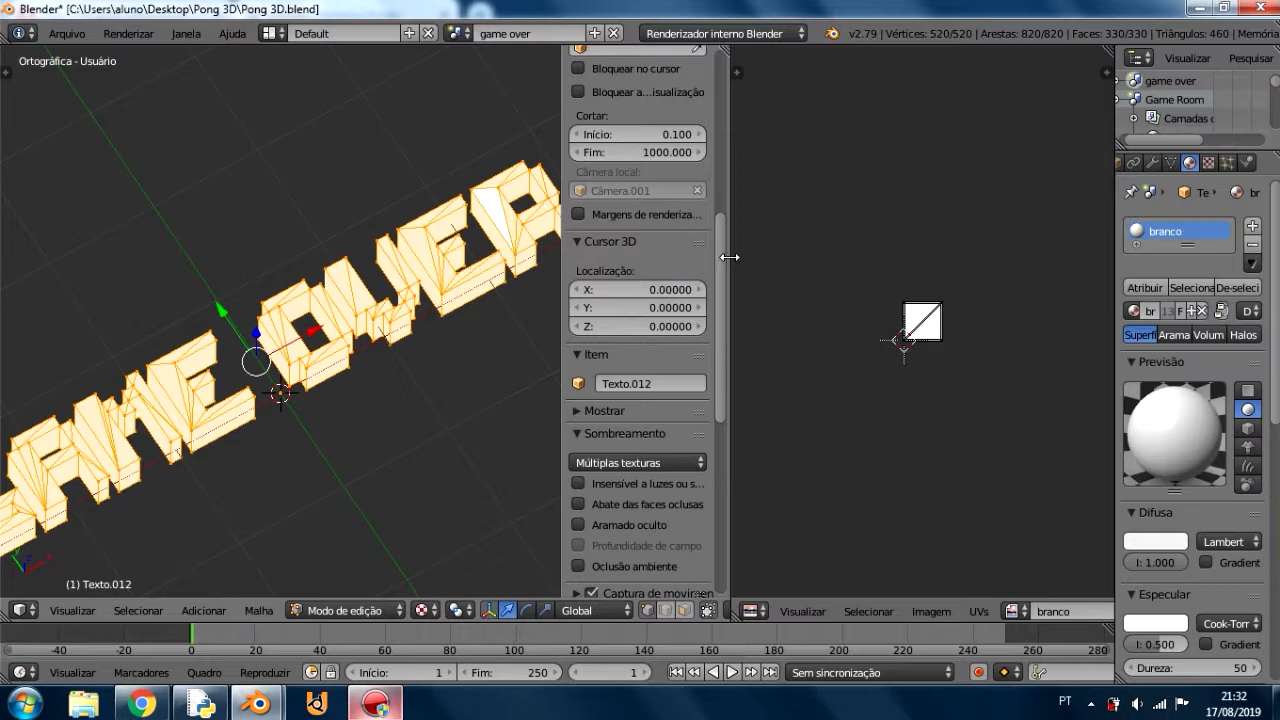 Blender* [C:\Users\aluno\Desktop\Pong 3D\Pong 3D.blend]
Arquivo Renderizar Janela Ajuda Default game over Renderizador interno Blender v2.79 | Vértices: 520/520 | Arestas: 820/820 | Faces: 330/330 | Triângulos: 460 | Memória
Ortográfica - Usuário
Bloquear no cursor
Bloquear a...isualização
Cortar:
Início: 0.100
Fim: 1000.000
Câmera local:
Câmera.001
Margens de renderiza...
Cursor 3D
Localização:
X: 0.00000
Y: 0.00000
Z: 0.00000
Item
Texto.012
Mostrar
Sombreamento
Múltiplas texturas
Insensível a luzes ou s...
Abate das faces oclusas
Aramado oculto
Profundidade de campo
Oclusão ambiente
Captura de movimen
GAME OVER
(1) Texto.012
Visualizar Selecionar Adicionar Malha Modo de edição Global
Visualizar Selecionar Imagem UVs branco
Visualizar Pesquisar
game over
Game Room
Camadas
Te br
branco
Atribuir Seleciona De-seleci
br 13 F D
Superfí Arama Volum Halos
Previsão
Difusa
Lambert
I: 1.000 Gradient
Especular
Cook-Torr
I: 0.500 Gradient
Dureza: 50
-40 -20 0 20 40 60 80 100 120 140 160 180 200 220 240 260 280
Visualizar Marcadores Quadro Reproduzir Início: 1 Fim: 250 1 Sem sincronização
PT
21:32
17/08/2019